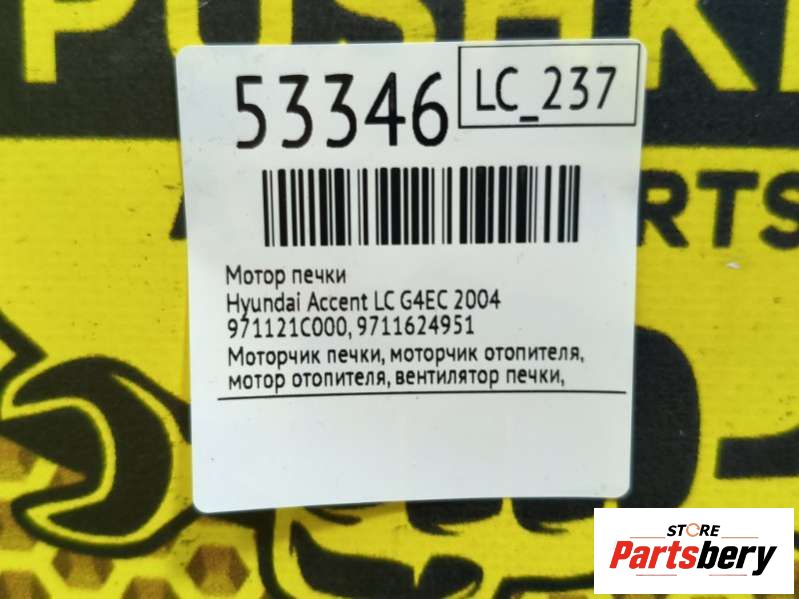 53346
LC_237
RTS
Мотор печки
Hyundai Accent LC G4EC 2004
971121C000, 9711624951
Моторчик печки, моторчик отопителя,
мотор отопителя, вентилятор печки,
STORE
Partsbery